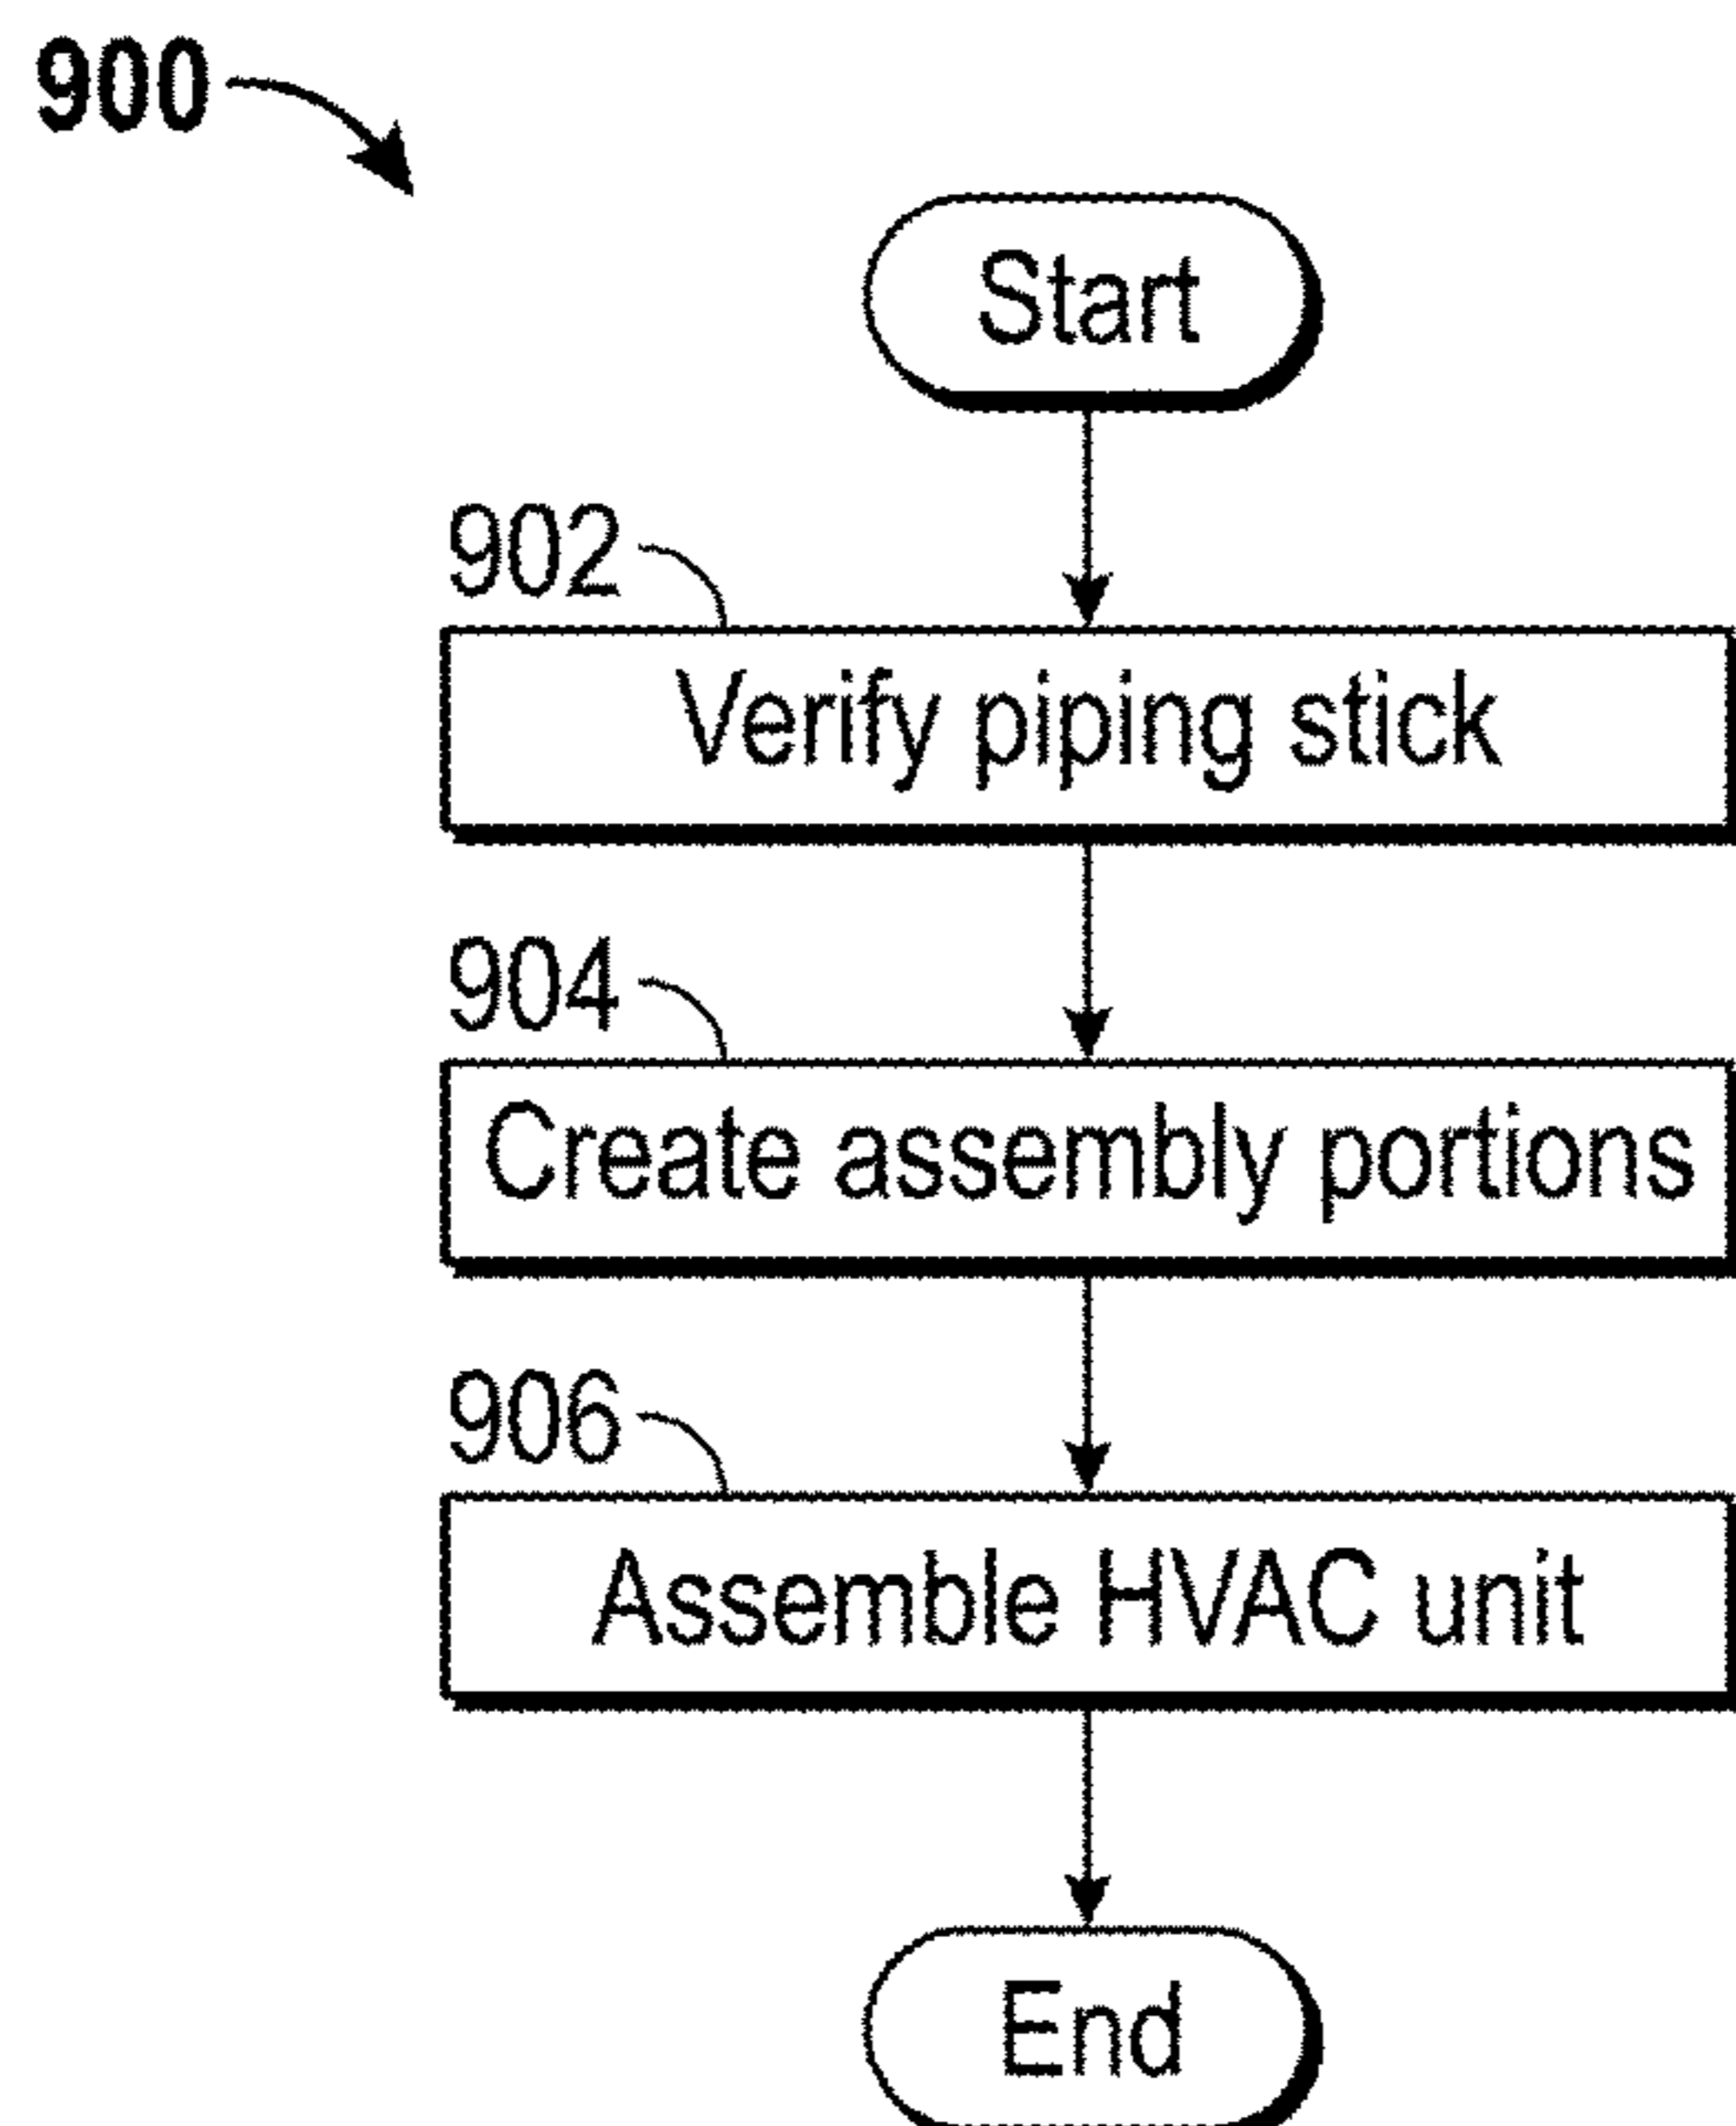 900
Start
902
Verify piping stick
904
Create assembly portions
906
Assemble HVAC unit
End